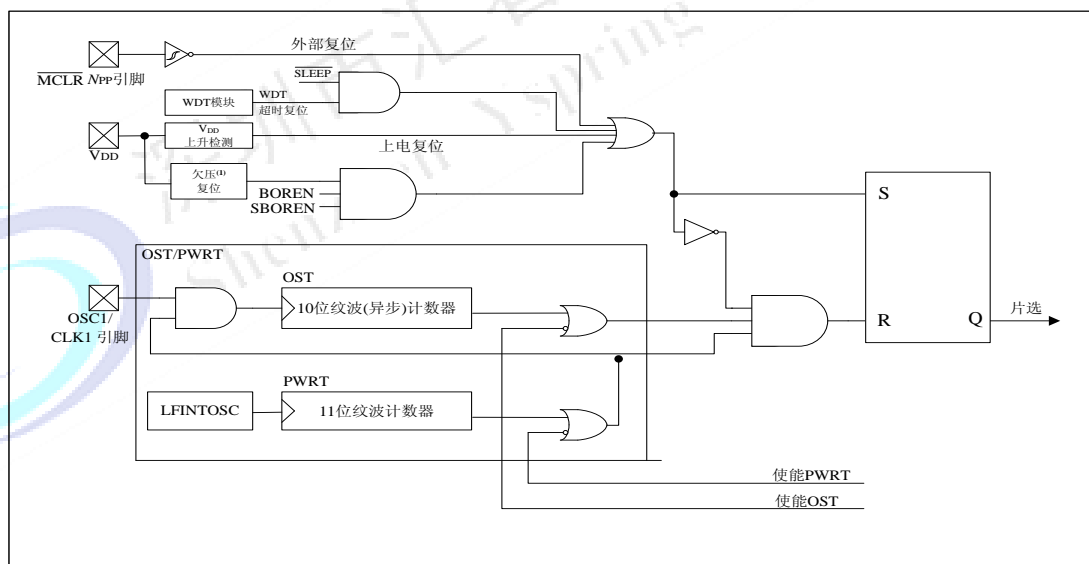 外部复位
MCLR /VPP引脚
SLEEP
WDT模块
WDT
超时复位
VDD
VDD
上升检测
上电复位
欠压(1)
复位
BOREN
SBOREN
S
OST/PWRT
OST
10位纹波(异步)计数器
OSC1/
CLK1 引脚
R
Q
片选
PWRT
LFINTOSC
11位纹波计数器
使能PWRT
使能OST
Shenzhen Yspring